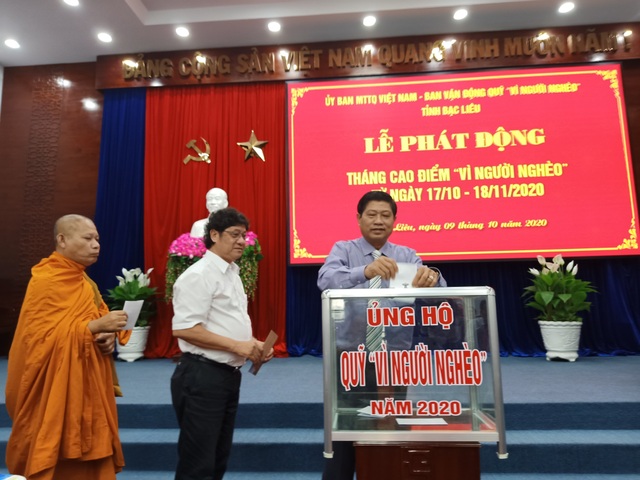 ĐẢNG CỘNG SẢN VIỆT NAM QUANG VINH MUÔN NĂM !
ỦY BAN MTTQ VIỆT NAM - BAN VẬN ĐỘNG QUỸ "VÌ NGƯỜI NGHÈO"
TỈNH BẠC LIÊU
LỄ PHÁT ĐỘNG
THÁNG CAO ĐIỂM "VÌ NGƯỜI NGHÈO"
NGÀY 17/10 - 18/11/2020
Liêu, ngày 09 tháng 10 năm 2020
ỦNG HỘ
QUỸ "VÌ NGƯỜI NGHÈO"
NĂM 2020